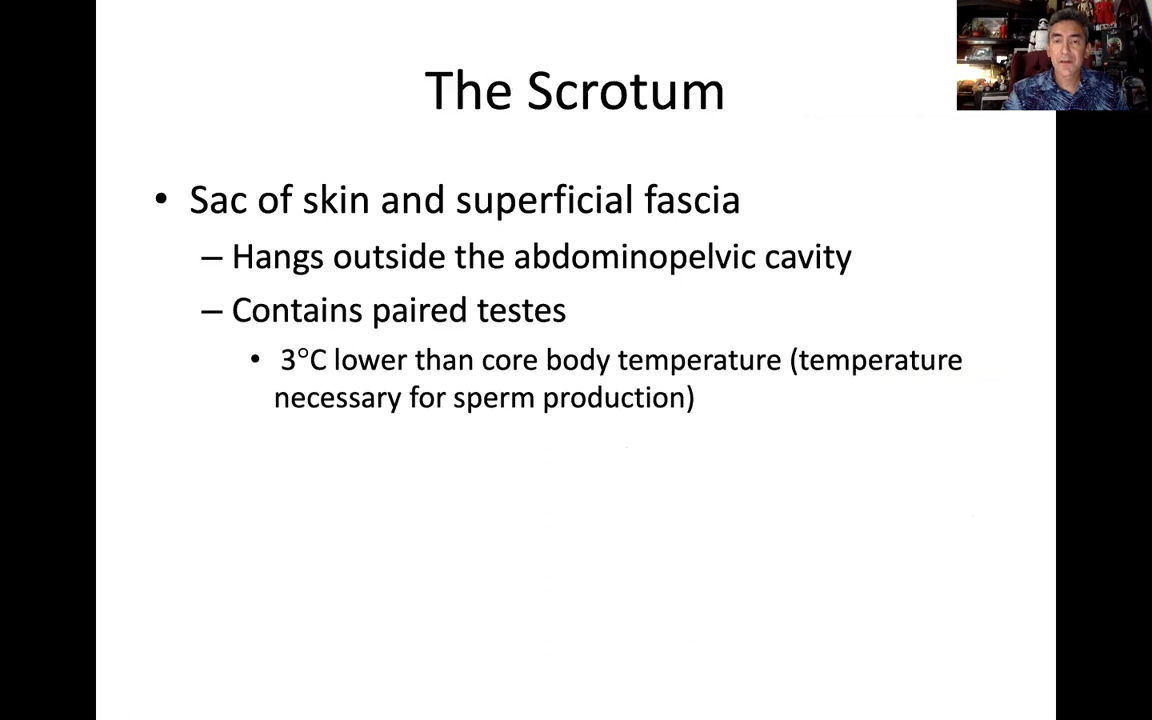 The Scrotum
• Sac of skin and superficial fascia
– Hangs outside the abdominopelvic cavity
– Contains paired testes
• 3°C lower than core body temperature (temperature
necessary for sperm production)